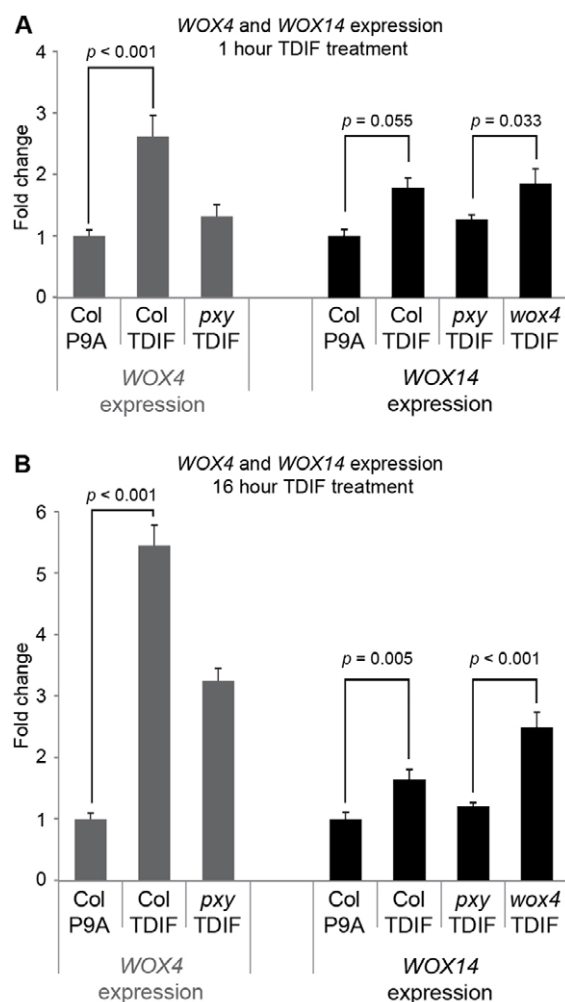 A
WOX4 and WOX14 expression
1 hour TDIF treatment
4
3
2
1
0
Fold change
p < 0.001
p = 0.055
p = 0.033
Col Col pxy Col Col pxy wox4
P9A TDIF TDIF P9A TDIF TDIF TDIF
WOX4 WOX14
expression expression
B
WOX4 and WOX14 expression
16 hour TDIF treatment
6
5
4
3
2
1
0
Fold change
p < 0.001
p = 0.005
p < 0.001
Col Col pxy Col Col pxy wox4
P9A TDIF TDIF P9A TDIF TDIF TDIF
WOX4 WOX14
expression expression